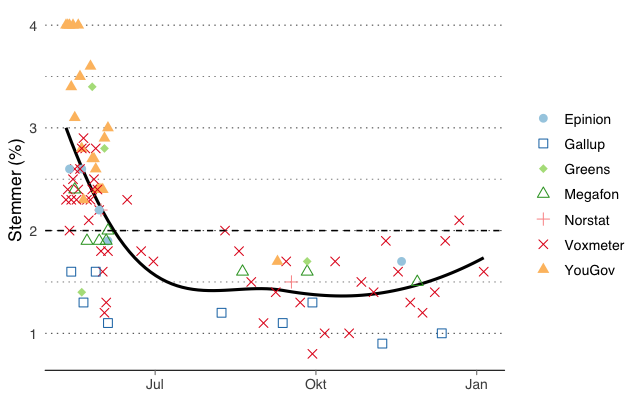 Stemmer (%)
4
3
2
1
Jul
Okt
Jan
Epinion
Gallup
Greens
Megafon
Norstat
Voxmeter
YouGov